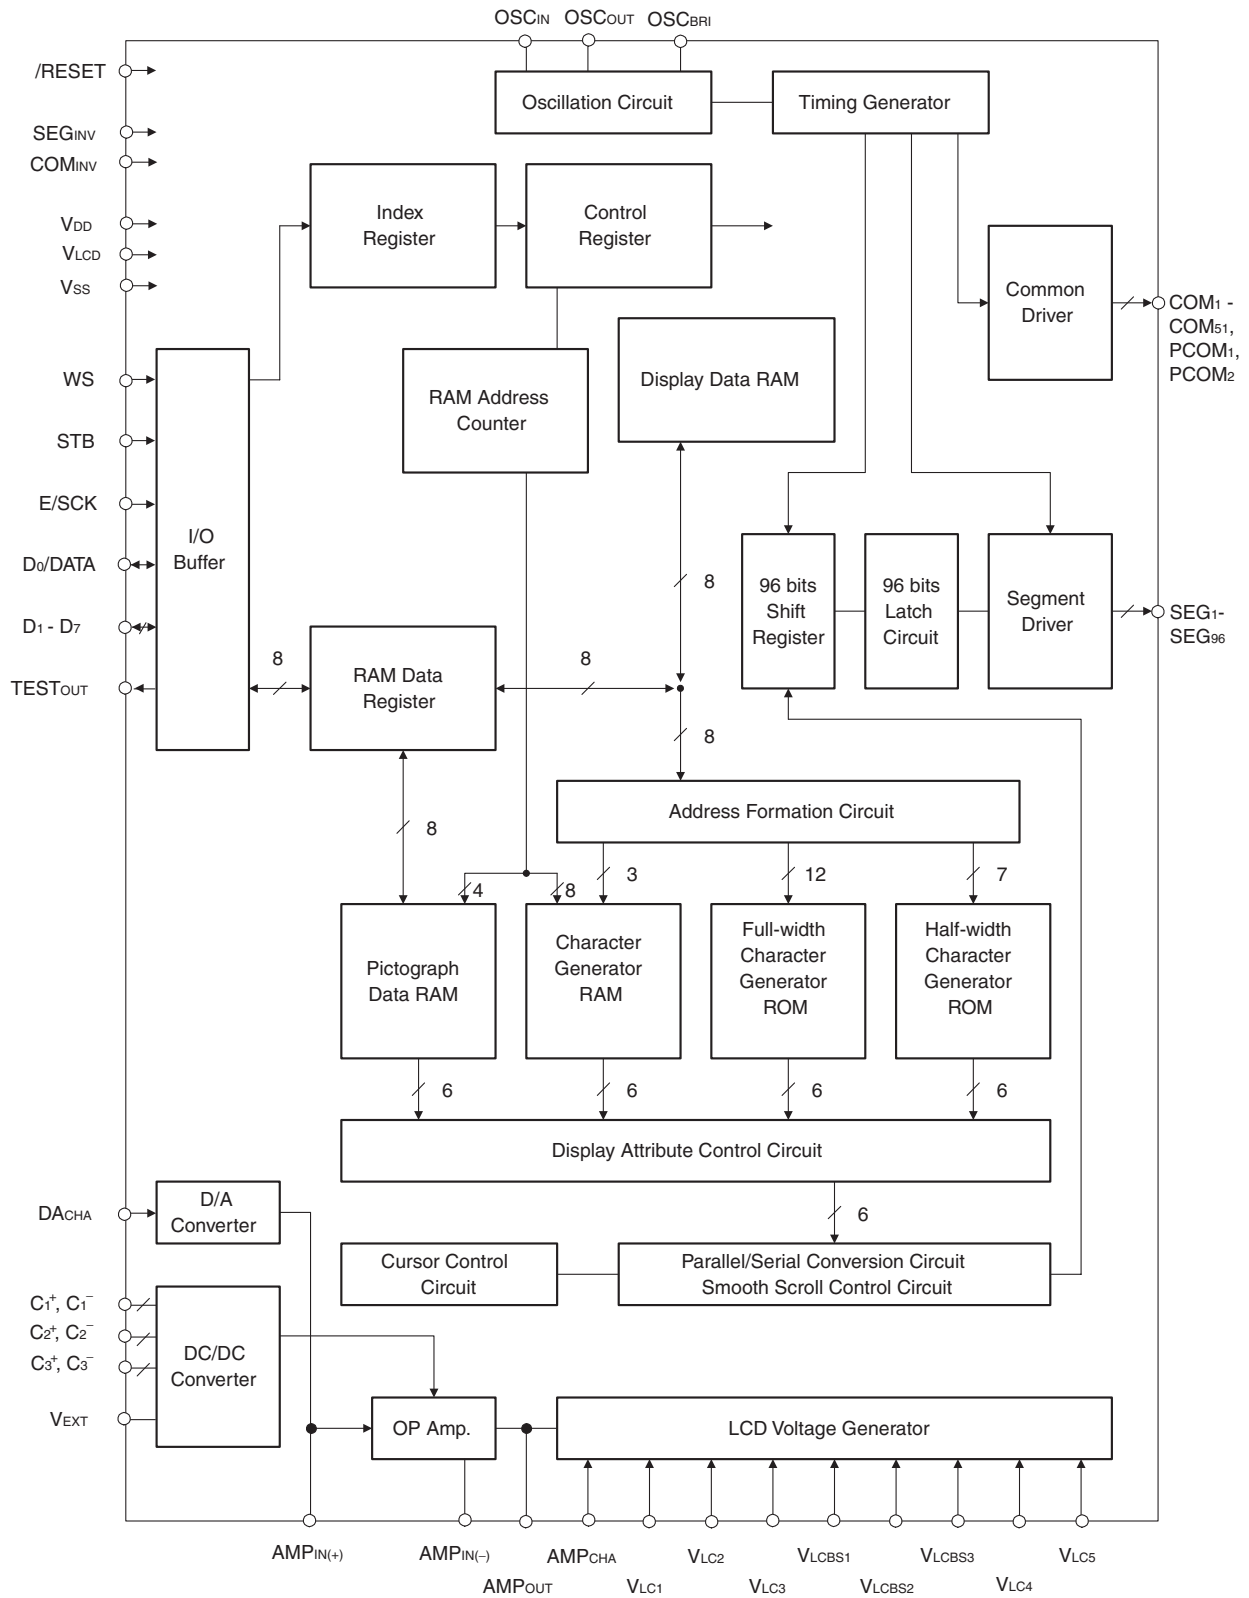 OSCIN OSCOUT OSCBRI
/RESET
Oscillation Circuit
Timing Generator
SEGINV
COMINV
Index
Register
Control
Register
VDD
VLCD
VSS
Common
Driver
COM1 -
COM51,
PCOM1,
PCOM2
WS
STB
E/SCK
D0/DATA
D1 - D7
TESTOUT
I/O
Buffer
RAM Address
Counter
Display Data RAM
8
96 bits
Shift
Register
96 bits
Latch
Circuit
Segment
Driver
SEG1-
SEG96
8
RAM Data
Register
8
8
Address Formation Circuit
8
4
8
3
12
7
Pictograph
Data RAM
Character
Generator
RAM
Full-width
Character
Generator
ROM
Half-width
Character
Generator
ROM
6
6
6
6
Display Attribute Control Circuit
DACHA
D/A
Converter
6
Cursor Control
Circuit
Parallel/Serial Conversion Circuit
Smooth Scroll Control Circuit
C1+, C1−
C2+, C2−
C3+, C3−
VEXT
DC/DC
Converter
OP Amp.
LCD Voltage Generator
AMPIN(+)
AMPIN(−)
AMPOUT
AMPCHA
VLC1
VLC2
VLC3
VLCBS1
VLCBS2
VLCBS3
VLC4
VLC5